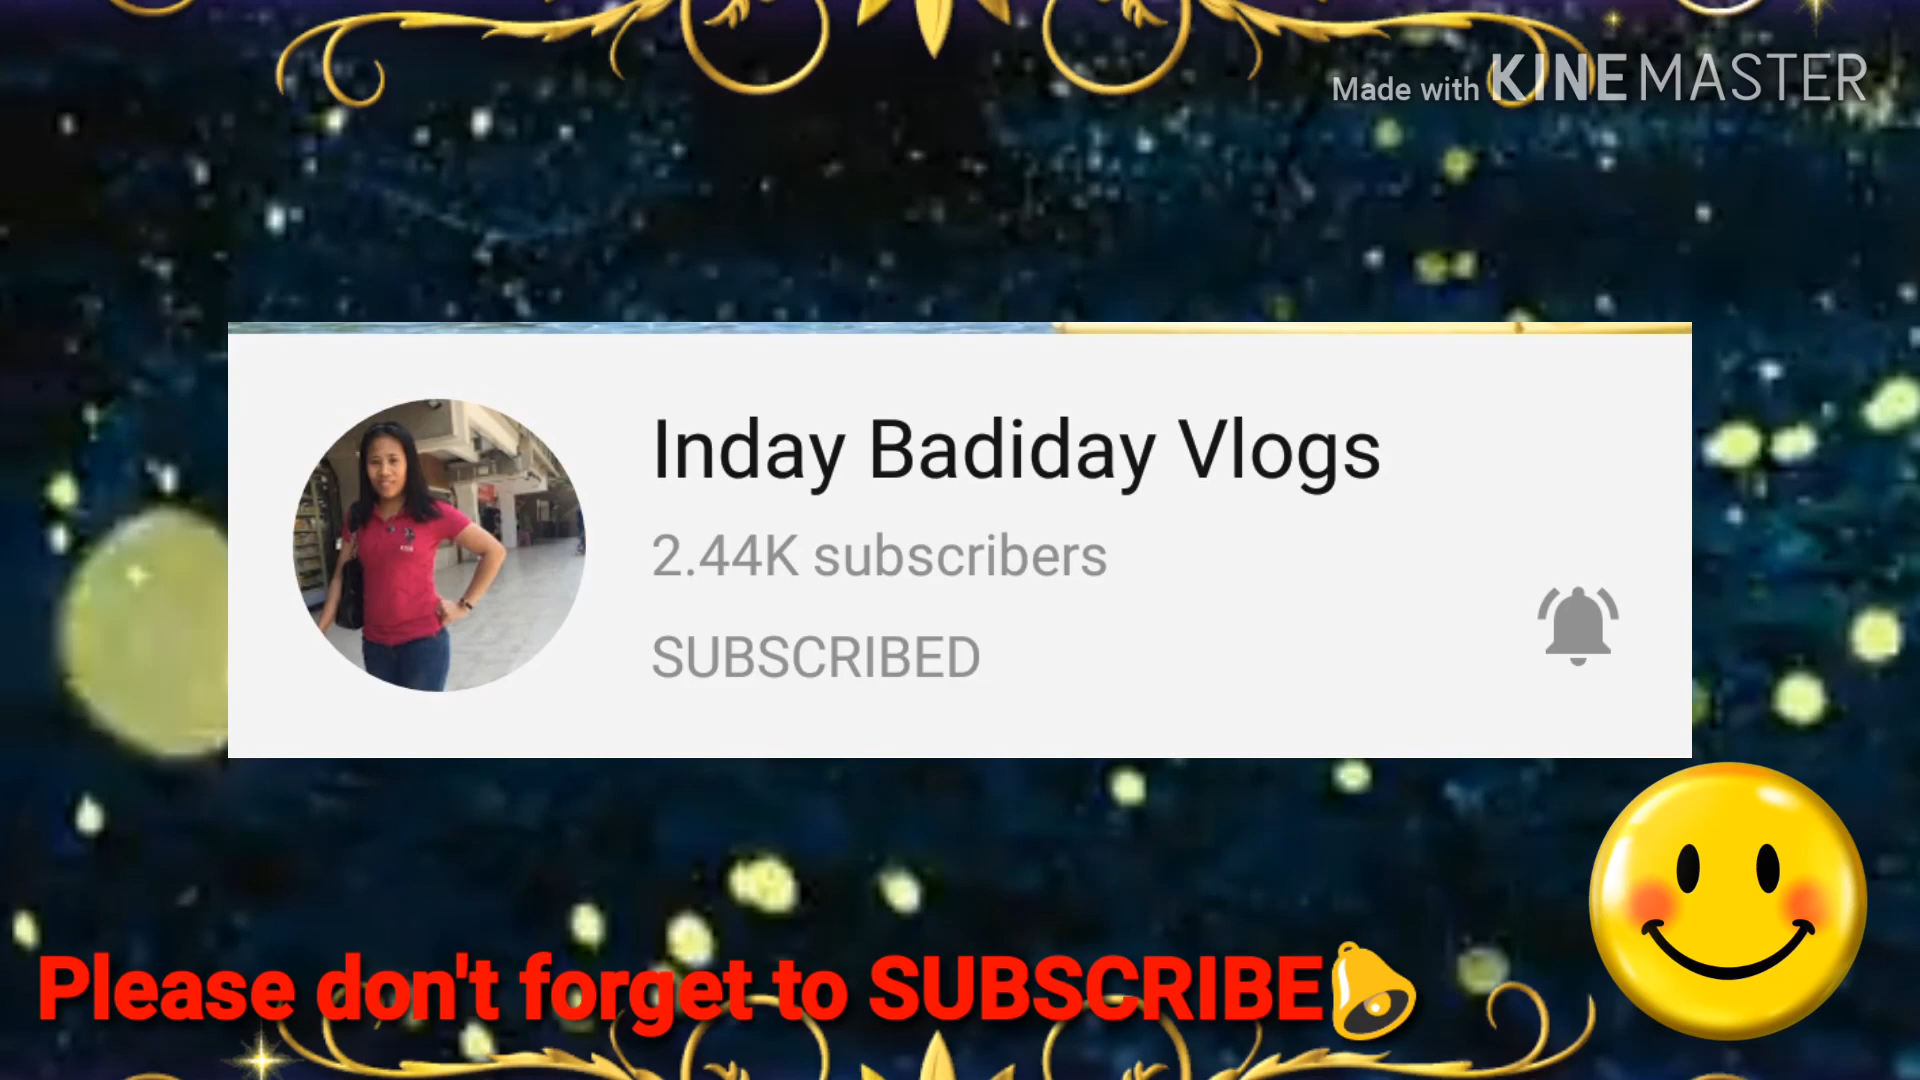 Made with KINEMASTER
Inday Badiday Vlogs
2.44K subscribers
SUBSCRIBED
Please don't forget to SUBSCRIBE